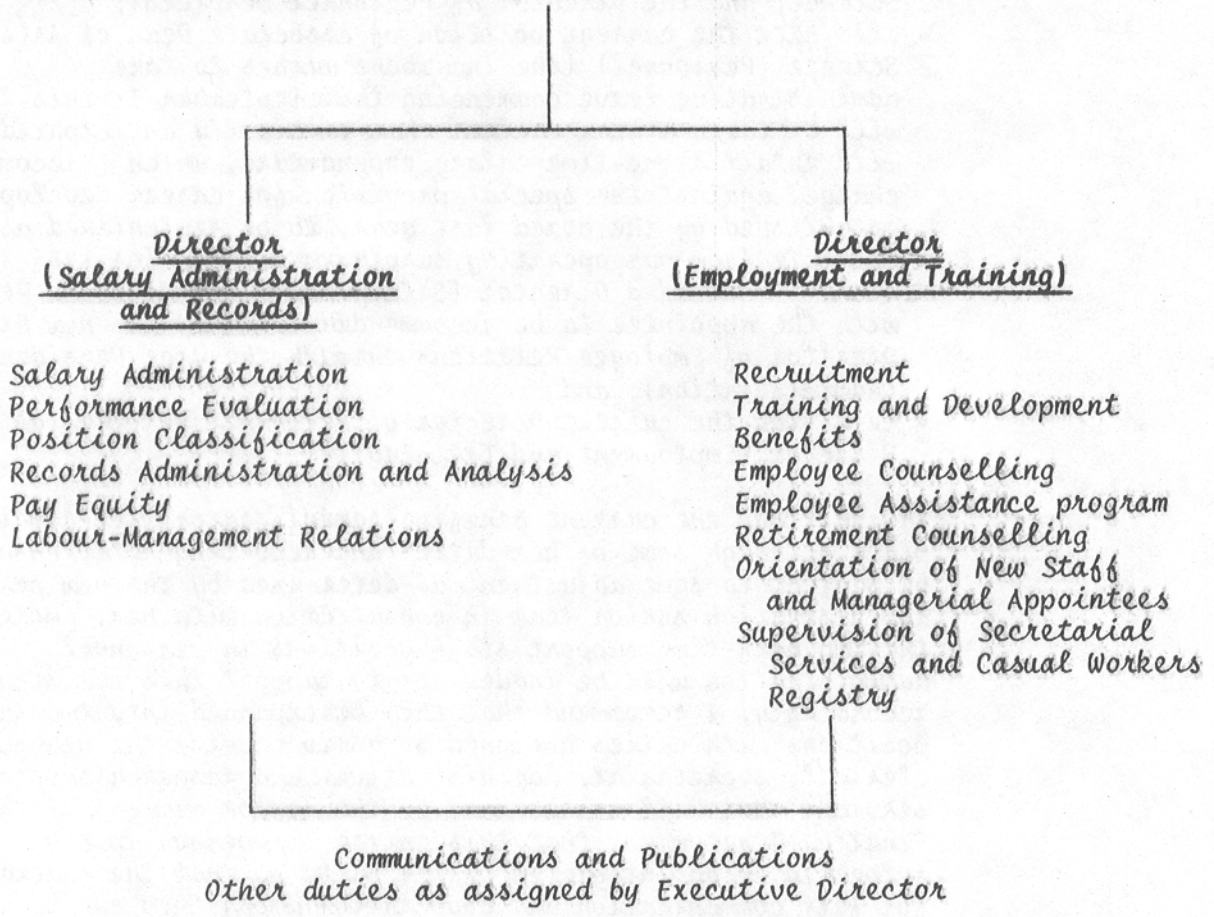 Director
(Salary Administration
and Records)
Salary Administration
Performance Evaluation
Position Classification
Records Administration and Analysis
Pay Equity
Labour-Management Relations
Director
(Employment and Training)
Recruitment
Training and Development
Benefits
Employee Counselling
Employee Assistance program
Retirement Counselling
Orientation of New Staff
and Managerial Appointees
Supervision of Secretarial
Services and Casual Workers
Registry
Communications and Publications
Other duties as assigned by Executive Director